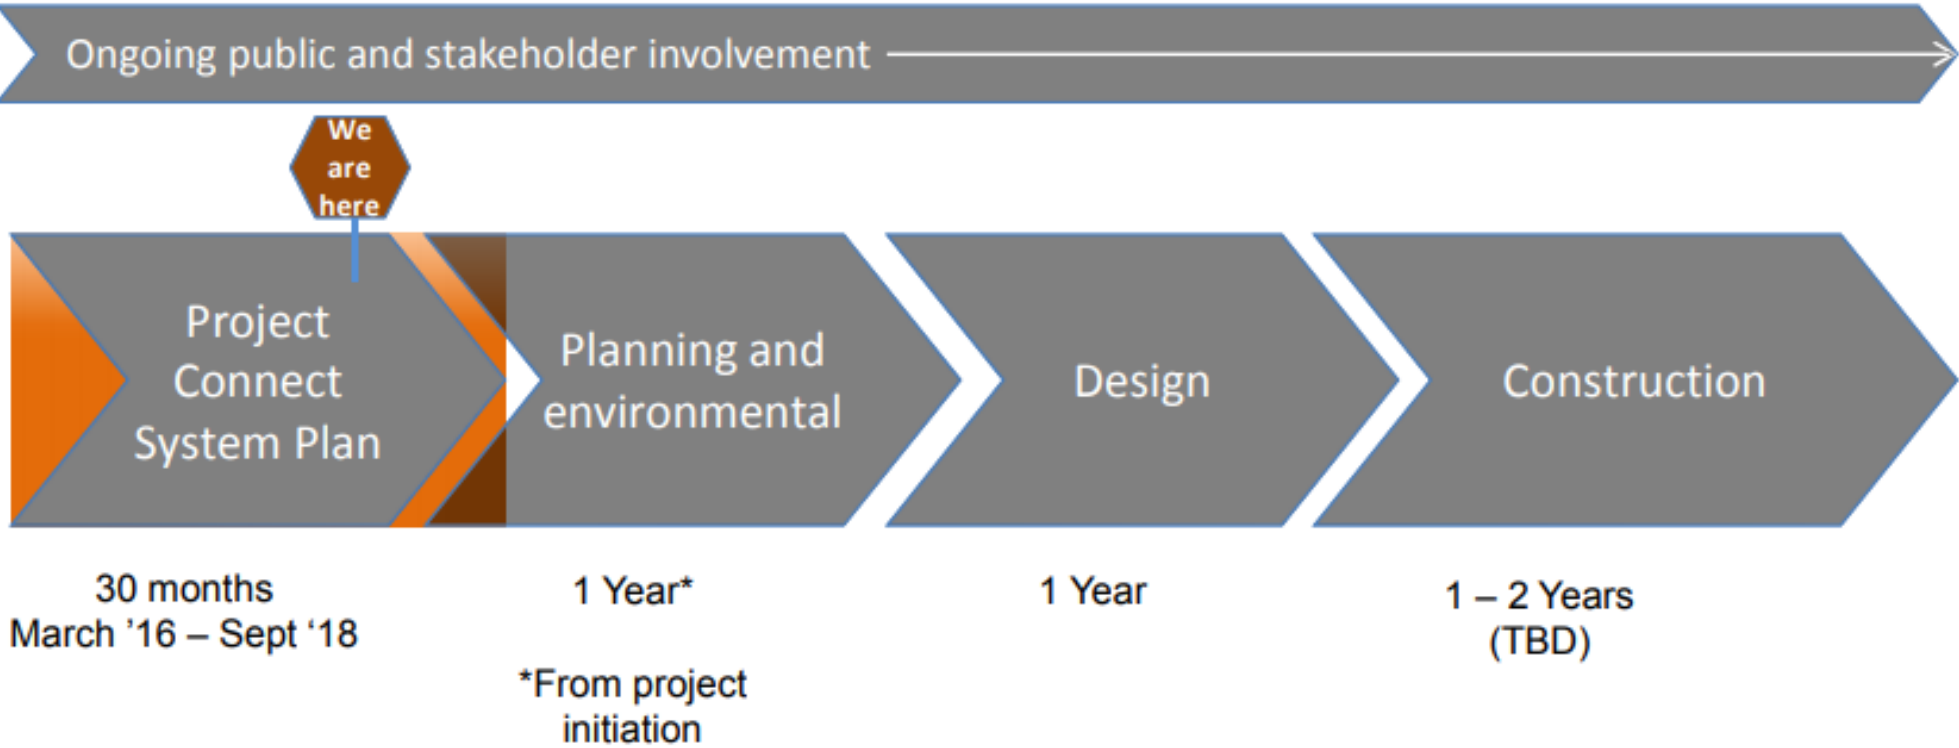 Ongoing public and stakeholder involvement
We
are
here
Project
Connect
System Plan
Planning and
environmental
Design
Construction
30 months
March ’16 – Sept ‘18
1 Year*
*From project
initiation
1 Year
1 – 2 Years
(TBD)